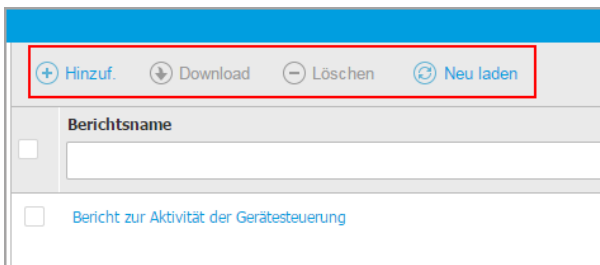 Hinzuf. Download Löschen Neu laden
Berichtsname
Bericht zur Aktivität der Gerätesteuerung